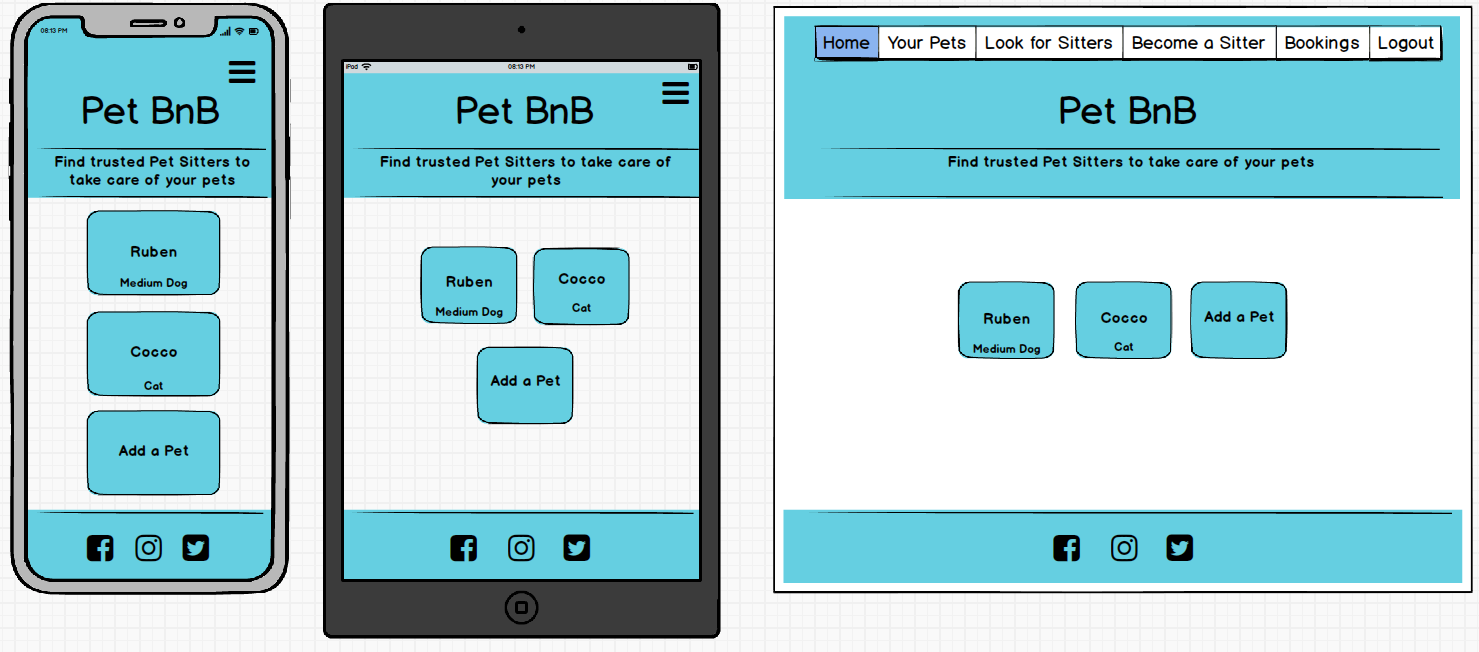 08:13 PM
Pet BnB
Find trusted Pet Sitters to
take care of your pets
Ruben
Medium Dog
Cocco
Cat
Add a Pet
iPad
08:13 PM
Pet BnB
Find trusted Pet Sitters to take care of
your pets
Ruben
Medium Dog
Cocco
Cat
Add a Pet
Home Your Pets Look for Sitters Become a Sitter Bookings Logout
Pet BnB
Find trusted Pet Sitters to take care of your pets
Ruben
Medium Dog
Cocco
Cat
Add a Pet